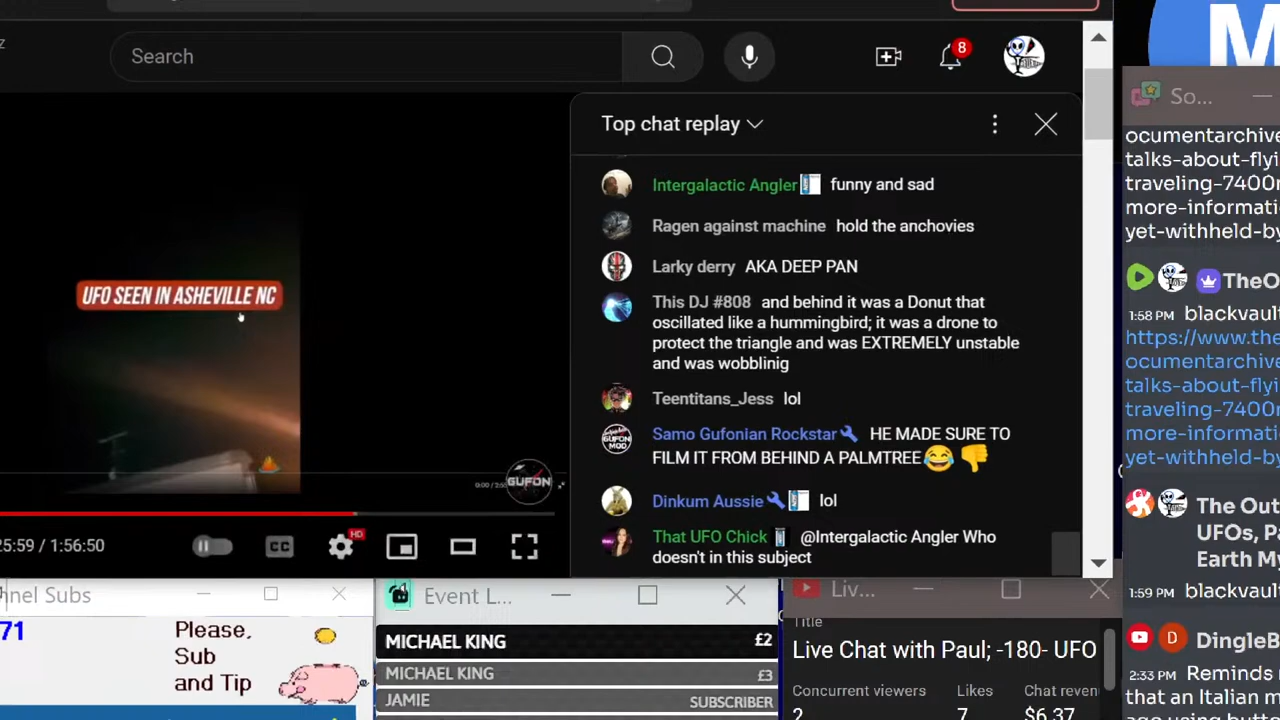 Search
8
Top chat replay
Intergalactic Angler funny and sad
Ragen against machine hold the anchovies
Larky derry AKA DEEP PAN
This DJ #808 and behind it was a Donut that
oscillated like a hummingbird; it was a drone to
protect the triangle and was EXTREMELY unstable
and was wobblinig
Teentitans_Jess lol
Samo Gufonian Rockstar HE MADE SURE TO
FILM IT FROM BEHIND A PALMTREE😂👎
Dinkum Aussie lol
That UFO Chick @Intergalactic Angler Who
doesn't in this subject
UFO SEEN IN ASHEVILLE NC
GUFON
25:59 / 1:56:50
CC
HD
M
So...
ocumentarchive
talks-about-flyi
traveling-7400
more-informati
yet-withheld-by
TheO
1:58 PM blackvault
https://www.the
ocumentarchive
talks-about-flyi
traveling-7400
more-informati
yet-withheld-by
The Out
UFOs, Pa
Earth My
1:59 PM blackvault
D DingleB
2:33 PM Reminds
that an Italian m
nnel Subs
71
Please,
Sub
and Tip
Event L...
MICHAEL KING £2
MICHAEL KING £3
JAMIE SUBSCRIBER
Liv...
Title
Live Chat with Paul; -180- UFO
Concurrent viewers Likes Chat reven
2 7 $6.37